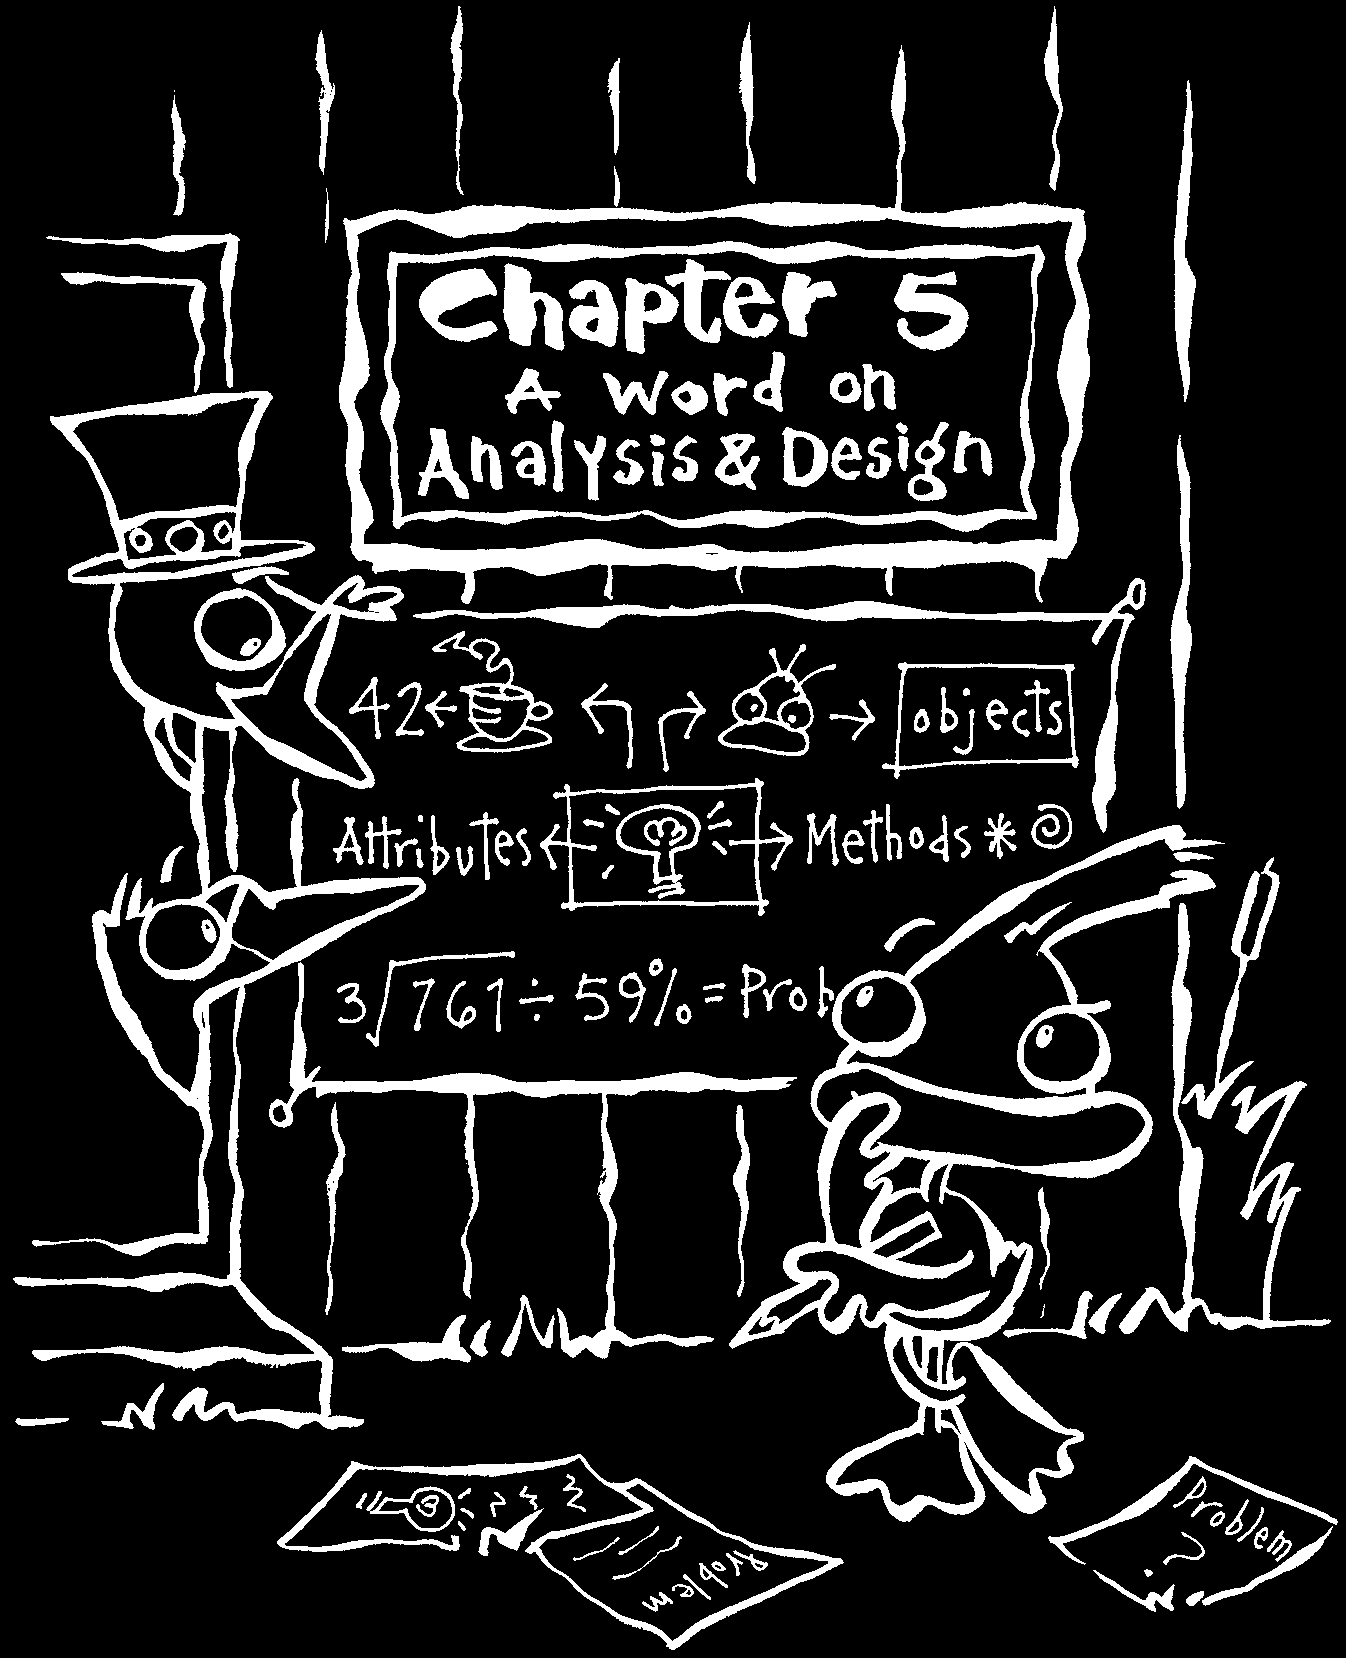 Chapter 5
A Word on
Analysis & Design
42
objects
Attributes
Methods *
3√761 ÷ 59% = Prob
Problem
Problem
?